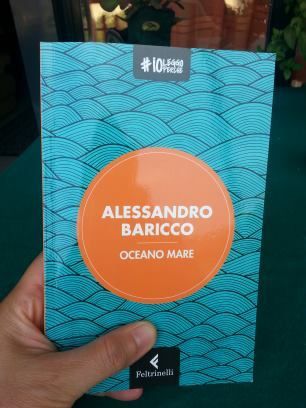 #IO LEGGO
PERCHÉ
ALESSANDRO
BARICCO
OCEANO MARE
Feltrinelli